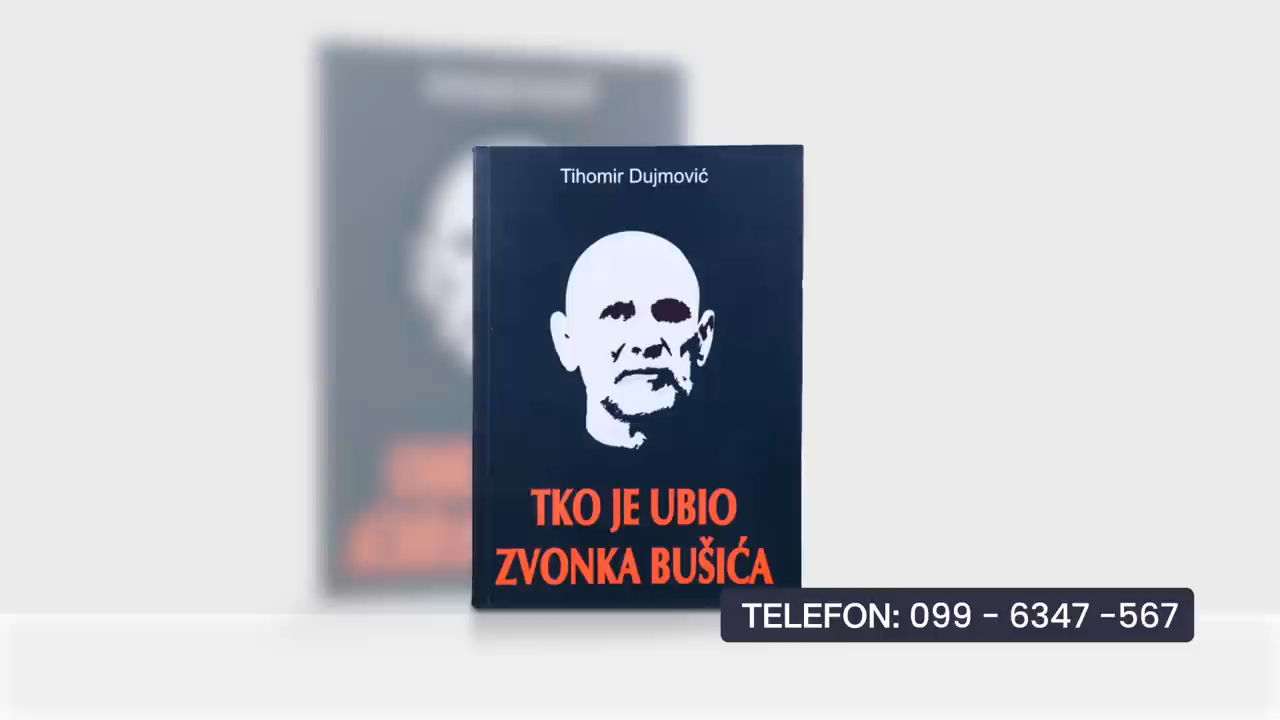 Tihomir Dujmović
TKO JE UBIO
ZVONKA BUŠIĆA
TELEFON: 099 - 6347 -567